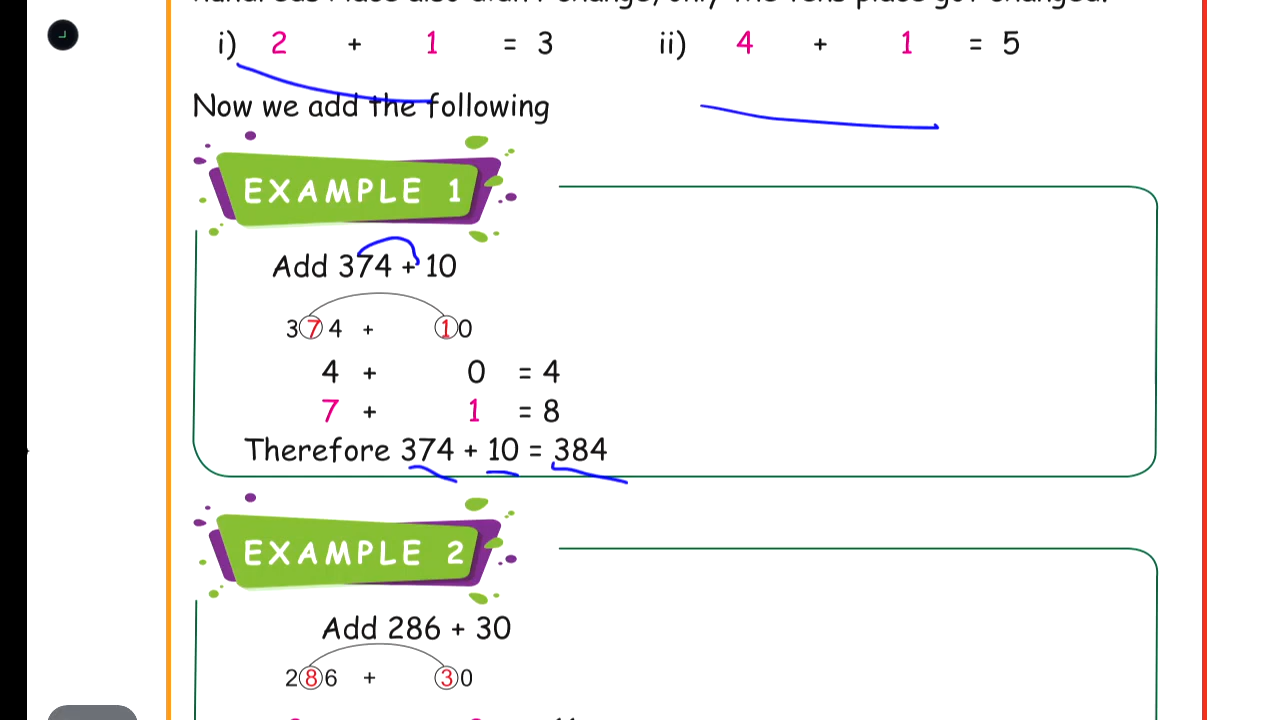 i) 2 + 1 = 3 ii) 4 + 1 = 5
Now we add the following
EXAMPLE 1
Add 374 + 10
374 + 10
4 + 0 = 4
7 + 1 = 8
Therefore 374 + 10 = 384
EXAMPLE 2
Add 286 + 30
286 + 30